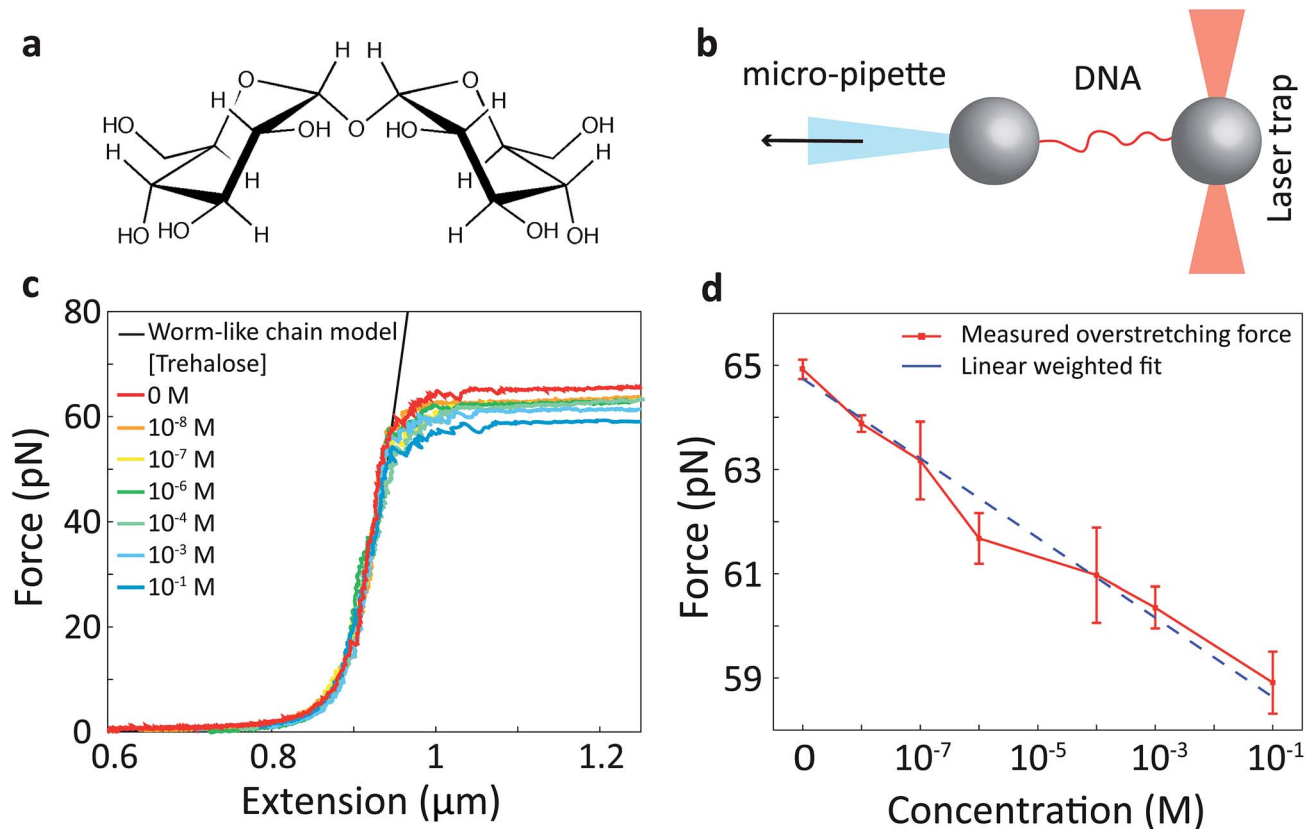 a
H H
O O
H H
HO OH O HO OH
H H
H H
HO HO H H OH OH
b
micro-pipette
DNA
Laser trap
c
80
60
40
20
0
0.6 0.8 1 1.2
Force (pN)
Extension (μm)
Worm-like chain model
[Trehalose]
0 M
10⁻⁸ M
10⁻⁷ M
10⁻⁶ M
10⁻⁴ M
10⁻³ M
10⁻¹ M
d
Measured overstretching force
Linear weighted fit
65
63
61
59
0 10⁻⁷ 10⁻⁵ 10⁻³ 10⁻¹
Force (pN)
Concentration (M)